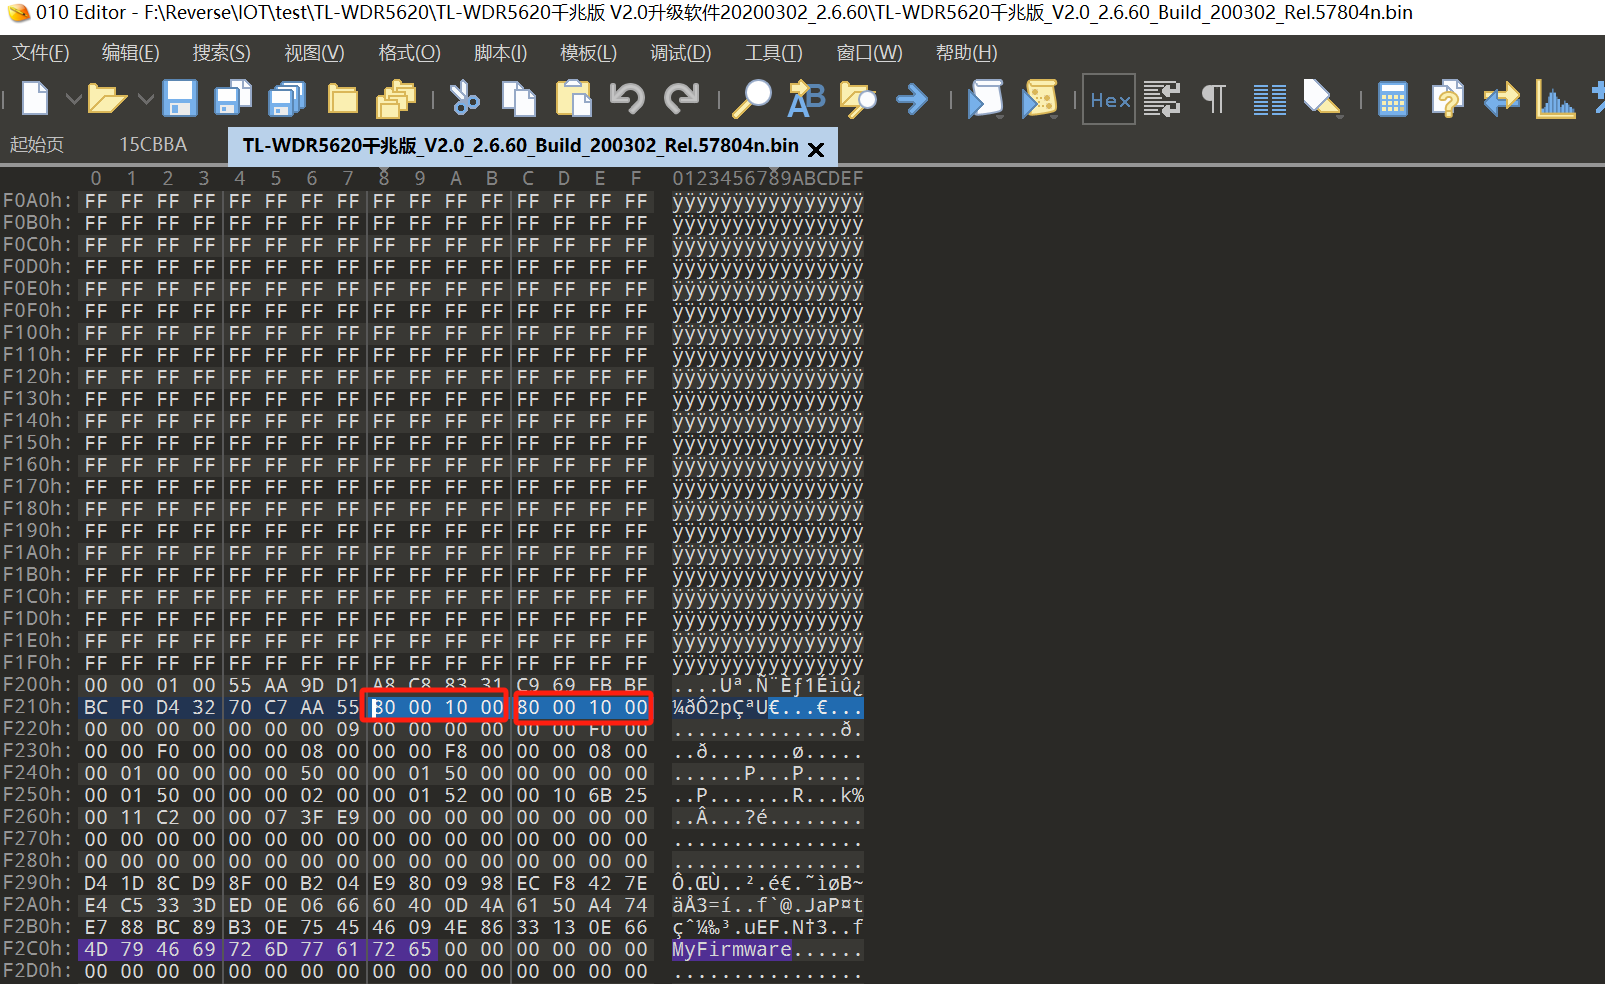 010 Editor - F:\Reverse\IOT\test\TL-WDR5620\TL-WDR5620千兆版 V2.0升级软件20200302_2.6.60\TL-WDR5620千兆版_V2.0_2.6.60_Build_200302_Rel.57804n.bin
文件(F) 编辑(E) 搜索(S) 视图(V) 格式(O) 脚本(I) 模板(L) 调试(D) 工具(T) 窗口(W) 帮助(H)
Hex
起始页 15CBBA TL-WDR5620千兆版_V2.0_2.6.60_Build_200302_Rel.57804n.bin
0 1 2 3 4 5 6 7 8 9 A B C D E F 0123456789ABCDEF
F0A0h: FF FF FF FF FF FF FF FF FF FF FF FF FF FF FF FF ÿÿÿÿÿÿÿÿÿÿÿÿÿÿÿÿ
F0B0h: FF FF FF FF FF FF FF FF FF FF FF FF FF FF FF FF ÿÿÿÿÿÿÿÿÿÿÿÿÿÿÿÿ
F0C0h: FF FF FF FF FF FF FF FF FF FF FF FF FF FF FF FF ÿÿÿÿÿÿÿÿÿÿÿÿÿÿÿÿ
F0D0h: FF FF FF FF FF FF FF FF FF FF FF FF FF FF FF FF ÿÿÿÿÿÿÿÿÿÿÿÿÿÿÿÿ
F0E0h: FF FF FF FF FF FF FF FF FF FF FF FF FF FF FF FF ÿÿÿÿÿÿÿÿÿÿÿÿÿÿÿÿ
F0F0h: FF FF FF FF FF FF FF FF FF FF FF FF FF FF FF FF ÿÿÿÿÿÿÿÿÿÿÿÿÿÿÿÿ
F100h: FF FF FF FF FF FF FF FF FF FF FF FF FF FF FF FF ÿÿÿÿÿÿÿÿÿÿÿÿÿÿÿÿ
F110h: FF FF FF FF FF FF FF FF FF FF FF FF FF FF FF FF ÿÿÿÿÿÿÿÿÿÿÿÿÿÿÿÿ
F120h: FF FF FF FF FF FF FF FF FF FF FF FF FF FF FF FF ÿÿÿÿÿÿÿÿÿÿÿÿÿÿÿÿ
F130h: FF FF FF FF FF FF FF FF FF FF FF FF FF FF FF FF ÿÿÿÿÿÿÿÿÿÿÿÿÿÿÿÿ
F140h: FF FF FF FF FF FF FF FF FF FF FF FF FF FF FF FF ÿÿÿÿÿÿÿÿÿÿÿÿÿÿÿÿ
F150h: FF FF FF FF FF FF FF FF FF FF FF FF FF FF FF FF ÿÿÿÿÿÿÿÿÿÿÿÿÿÿÿÿ
F160h: FF FF FF FF FF FF FF FF FF FF FF FF FF FF FF FF ÿÿÿÿÿÿÿÿÿÿÿÿÿÿÿÿ
F170h: FF FF FF FF FF FF FF FF FF FF FF FF FF FF FF FF ÿÿÿÿÿÿÿÿÿÿÿÿÿÿÿÿ
F180h: FF FF FF FF FF FF FF FF FF FF FF FF FF FF FF FF ÿÿÿÿÿÿÿÿÿÿÿÿÿÿÿÿ
F190h: FF FF FF FF FF FF FF FF FF FF FF FF FF FF FF FF ÿÿÿÿÿÿÿÿÿÿÿÿÿÿÿÿ
F1A0h: FF FF FF FF FF FF FF FF FF FF FF FF FF FF FF FF ÿÿÿÿÿÿÿÿÿÿÿÿÿÿÿÿ
F1B0h: FF FF FF FF FF FF FF FF FF FF FF FF FF FF FF FF ÿÿÿÿÿÿÿÿÿÿÿÿÿÿÿÿ
F1C0h: FF FF FF FF FF FF FF FF FF FF FF FF FF FF FF FF ÿÿÿÿÿÿÿÿÿÿÿÿÿÿÿÿ
F1D0h: FF FF FF FF FF FF FF FF FF FF FF FF FF FF FF FF ÿÿÿÿÿÿÿÿÿÿÿÿÿÿÿÿ
F1E0h: FF FF FF FF FF FF FF FF FF FF FF FF FF FF FF FF ÿÿÿÿÿÿÿÿÿÿÿÿÿÿÿÿ
F1F0h: FF FF FF FF FF FF FF FF FF FF FF FF FF FF FF FF ÿÿÿÿÿÿÿÿÿÿÿÿÿÿÿÿ
F200h: 00 00 01 00 55 AA 9D D1 A8 C8 83 31 C9 69 FB BF ....Uª.Ñ¨Èƒ1Éiû¿
F210h: BC F0 D4 32 70 C7 AA 55 80 00 10 00 80 00 10 00 ¼ðÔ2pÇªU€...€...
F220h: 00 00 00 00 00 00 00 09 00 00 00 00 00 00 F0 00 ..............ð.
F230h: 00 00 F0 00 00 00 08 00 00 00 F8 00 00 00 08 00 ..ð.......ø.....
F240h: 00 01 00 00 00 00 50 00 00 01 50 00 00 00 00 00 ......P...P.....
F250h: 00 01 50 00 00 00 02 00 00 01 52 00 00 10 6B 25 ..P.......R...k%
F260h: 00 11 C2 00 00 07 3F E9 00 00 00 00 00 00 00 00 ..Â...?é........
F270h: 00 00 00 00 00 00 00 00 00 00 00 00 00 00 00 00 ................
F280h: 00 00 00 00 00 00 00 00 00 00 00 00 00 00 00 00 ................
F290h: D4 1D 8C D9 8F 00 B2 04 E9 80 09 98 EC F8 42 7E Ô.ŒÙ..².é€.˜ìøB~
F2A0h: E4 C5 33 3D ED 0E 06 66 60 40 0D 4A 61 50 A4 74 äÅ3=í..f`@.JaP¤t
F2B0h: E7 88 BC 89 B3 0E 75 45 46 09 4E 86 33 13 0E 66 çˆ¼‰³.uEF.N†3..f
F2C0h: 4D 79 46 69 72 6D 77 61 72 65 00 00 00 00 00 00 MyFirmware......
F2D0h: 00 00 00 00 00 00 00 00 00 00 00 00 00 00 00 00 ................